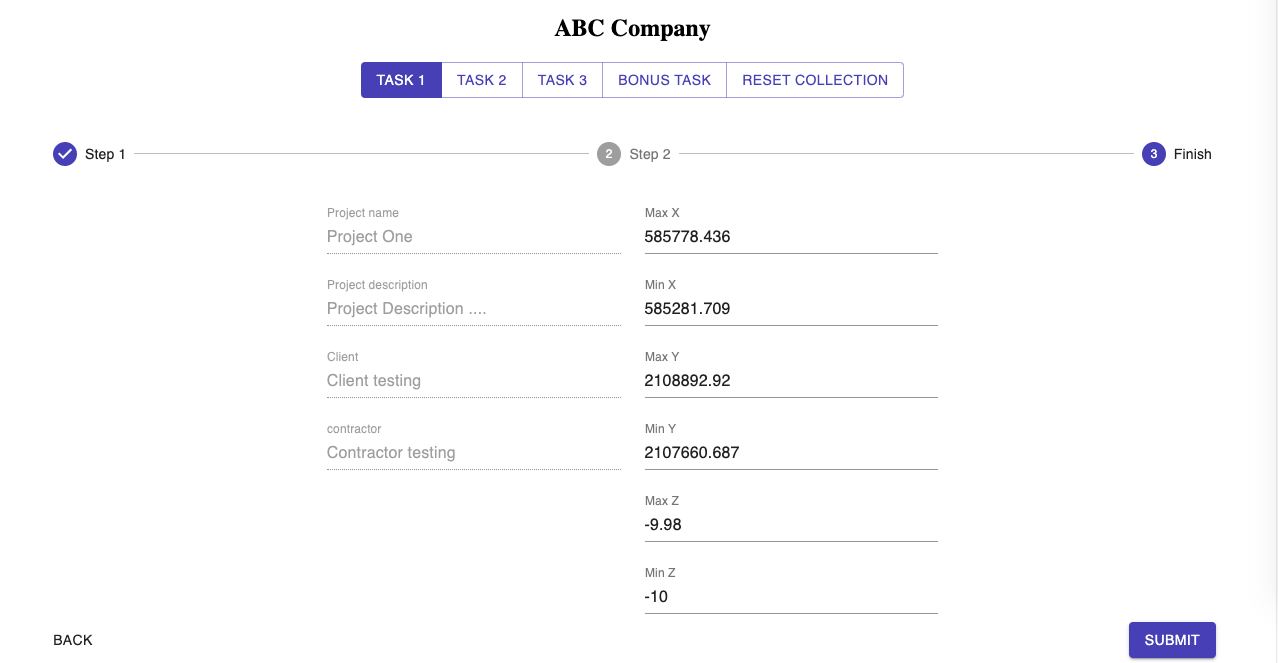 ABC Company
TASK 1 TASK 2 TASK 3 BONUS TASK RESET COLLECTION
Step 1 2 Step 2 3 Finish
Project name
Project One
Project description
Project Description ....
Client
Client testing
contractor
Contractor testing
Max X
585778.436
Min X
585281.709
Max Y
2108892.92
Min Y
2107660.687
Max Z
-9.98
Min Z
-10
BACK SUBMIT